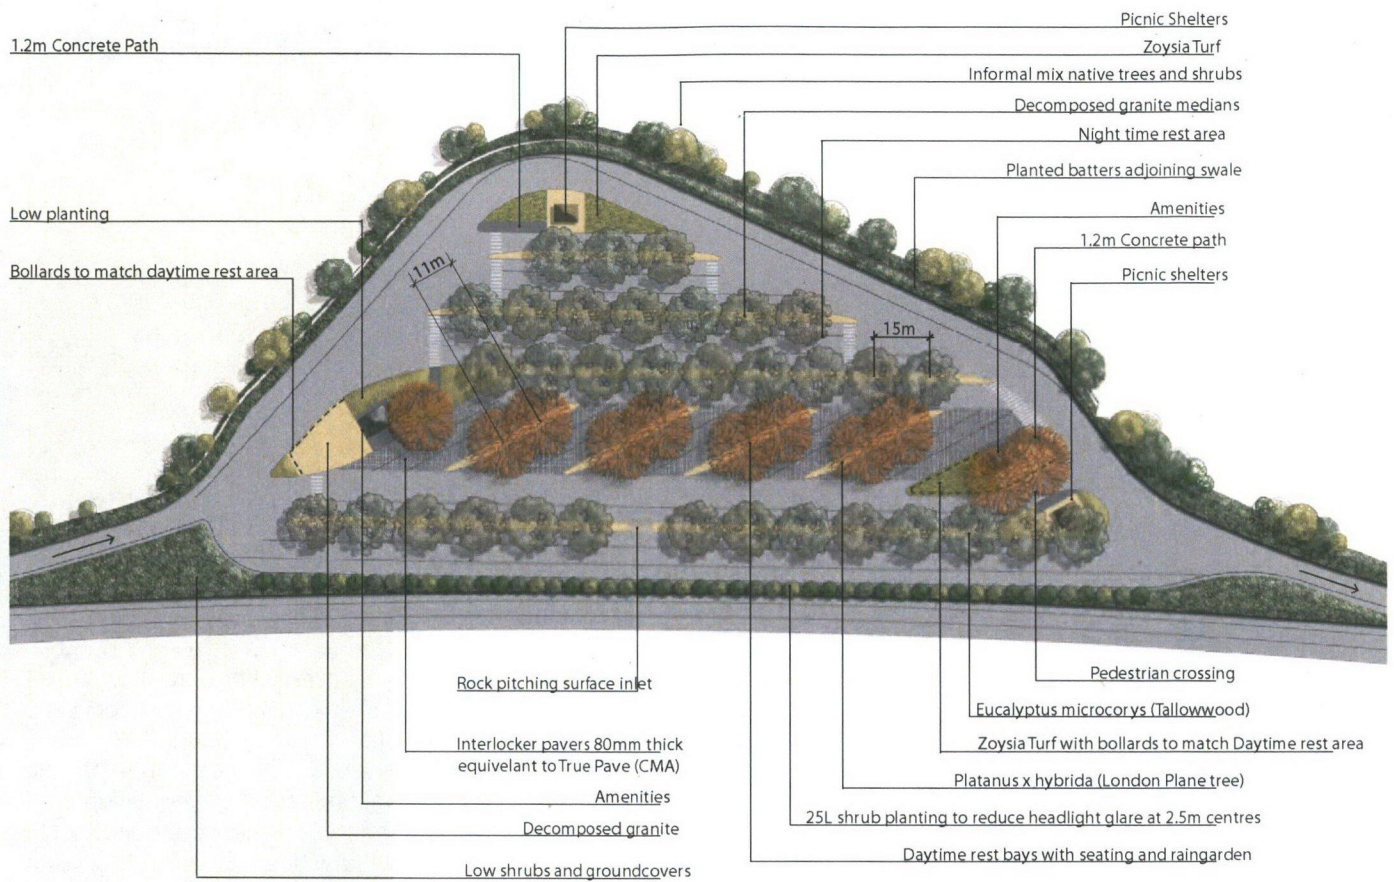 Picnic Shelters
1.2m Concrete Path
Zoysia Turf
Informal mix native trees and shrubs
Decomposed granite medians
Night time rest area
Planted batters adjoining swale
Low planting
Amenities
1.2m Concrete path
Bollards to match daytime rest area
Picnic shelters
11m
15m
Rock pitching surface inlet
Pedestrian crossing
Eucalyptus microcorys (Tallowwood)
Interlocker pavers 80mm thick
equivelant to True Pave (CMA)
Zoysia Turf with bollards to match Daytime rest area
Platanus x hybrida (London Plane tree)
Amenities
25L shrub planting to reduce headlight glare at 2.5m centres
Decomposed granite
Daytime rest bays with seating and raingarden
Low shrubs and groundcovers